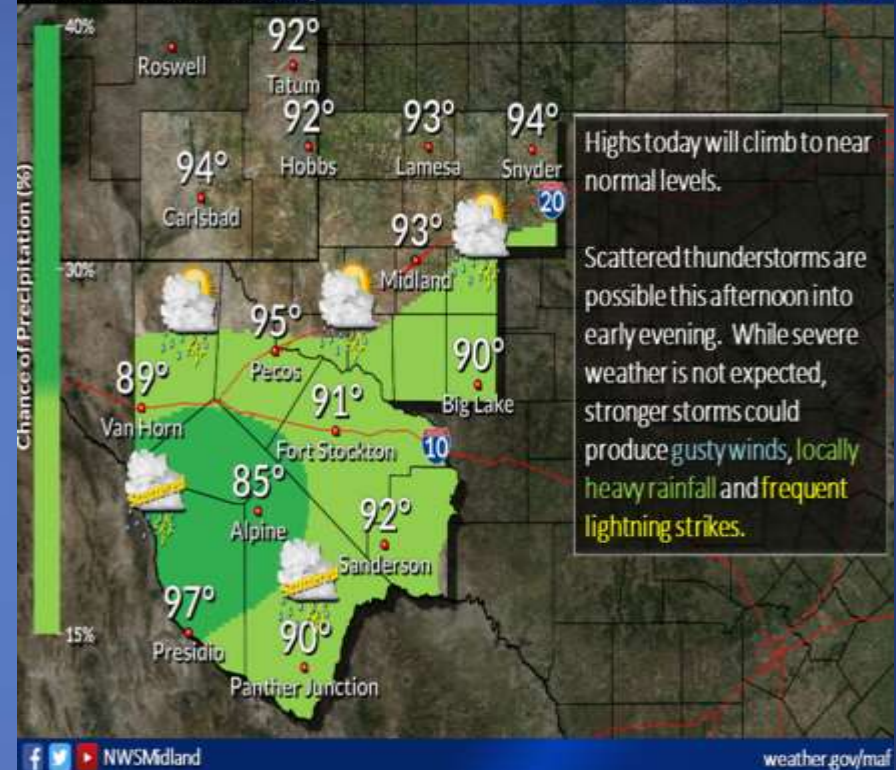 40%
92°
Roswell
Tatum
92°
93°
94°
Hobbs
Lamesa
Snyder
94°
Carlsbad
20
93°
Midland
30%
Chance of Precipitation (%)
95°
Pecos
90°
Big Lake
89°
Van Horn
91°
Fort Stockton
10
Scattered
85°
Alpine
92°
Sanderson
Scattered
97°
Presidio
15%
90°
Panther Junction
Highs today will climb to near
normal levels.
Scattered thunderstorms are
possible this afternoon into
early evening. While severe
weather is not expected,
stronger storms could
produce gusty winds, locally
heavy rainfall and frequent
lightning strikes.
NWSMidland
weather.gov/maf